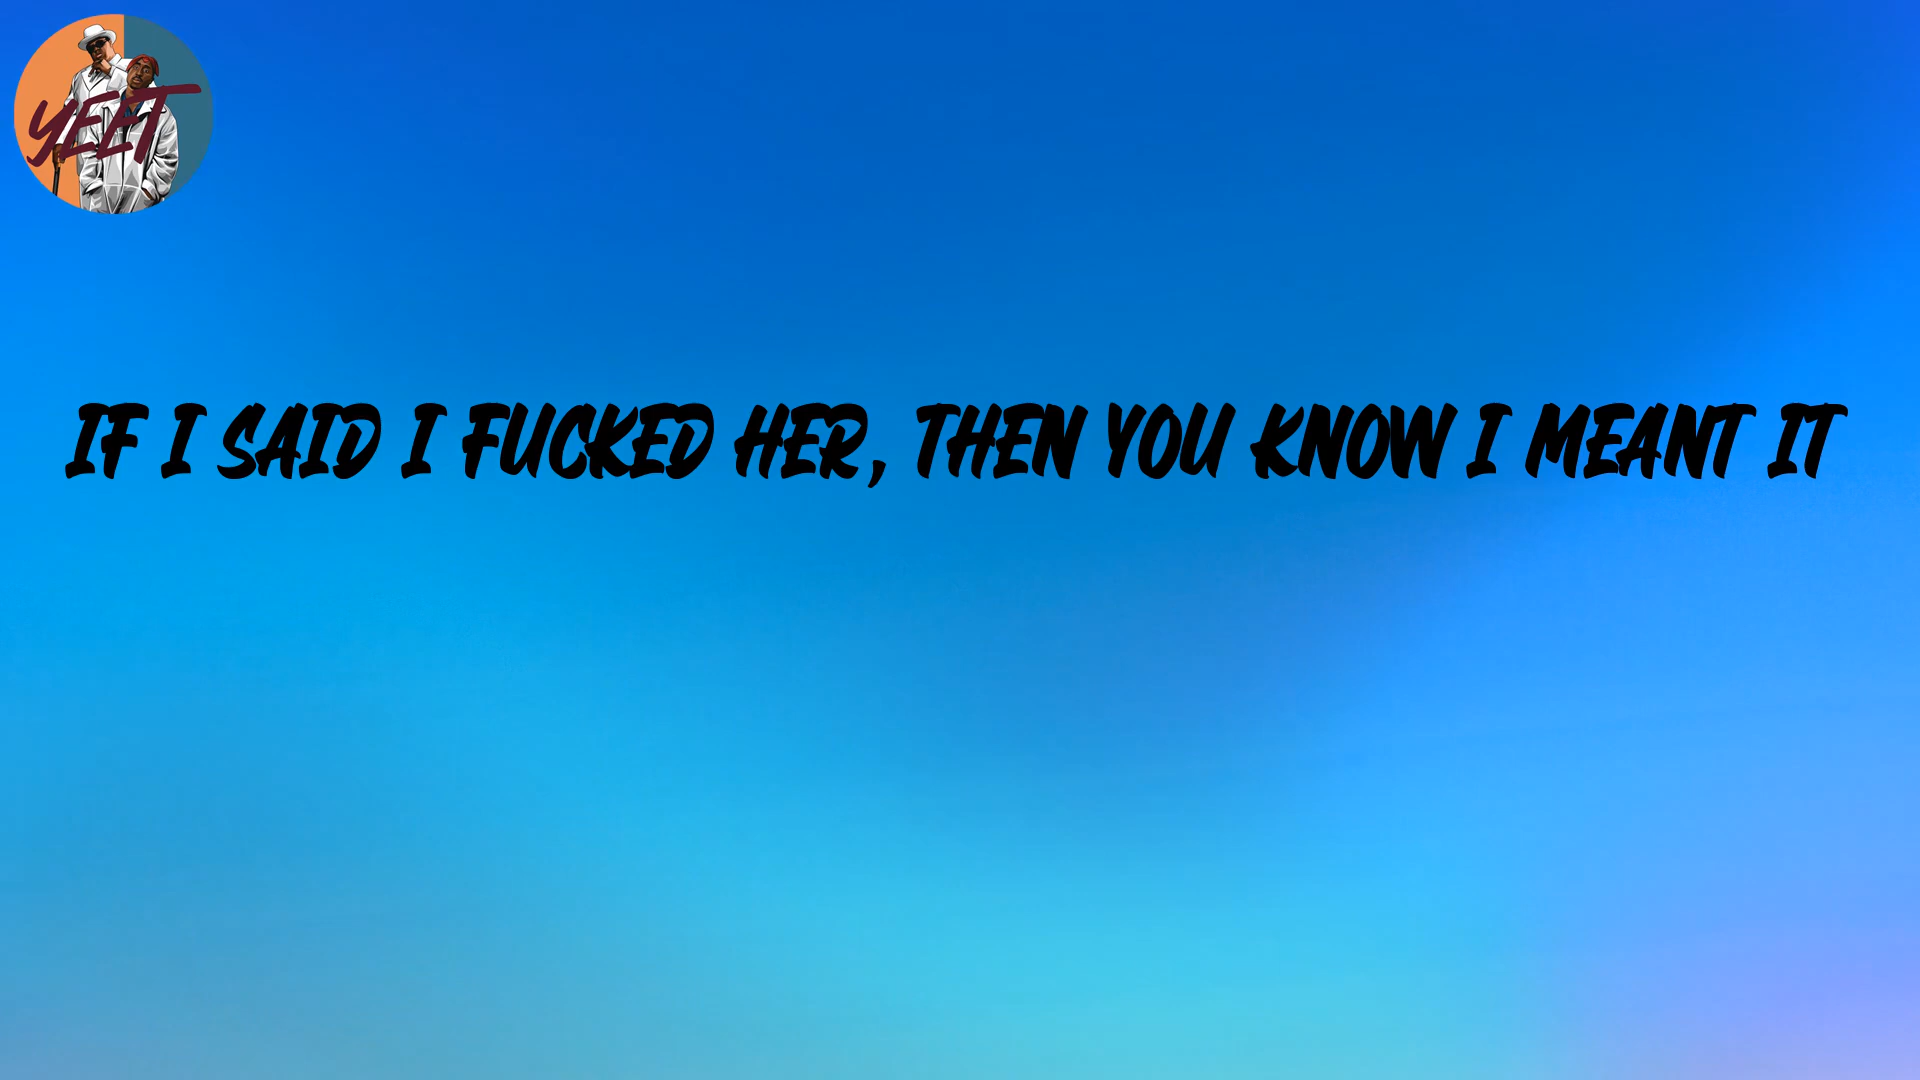 YEET
IF I SAID I FUCKED HER, THEN YOU KNOW I MEANT IT